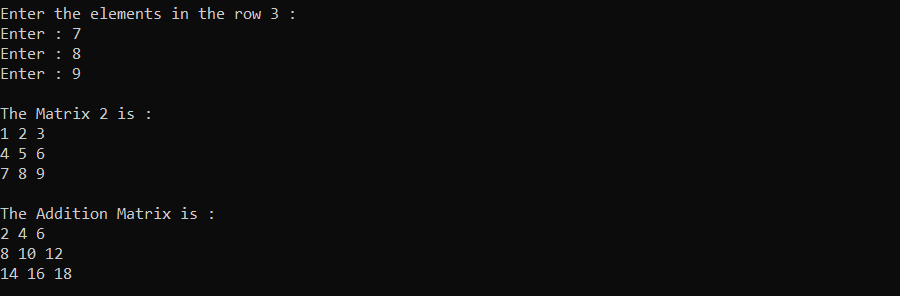 Enter the elements in the row 3 :
Enter : 7
Enter : 8
Enter : 9
The Matrix 2 is :
1 2 3
4 5 6
7 8 9
The Addition Matrix is :
2 4 6
8 10 12
14 16 18